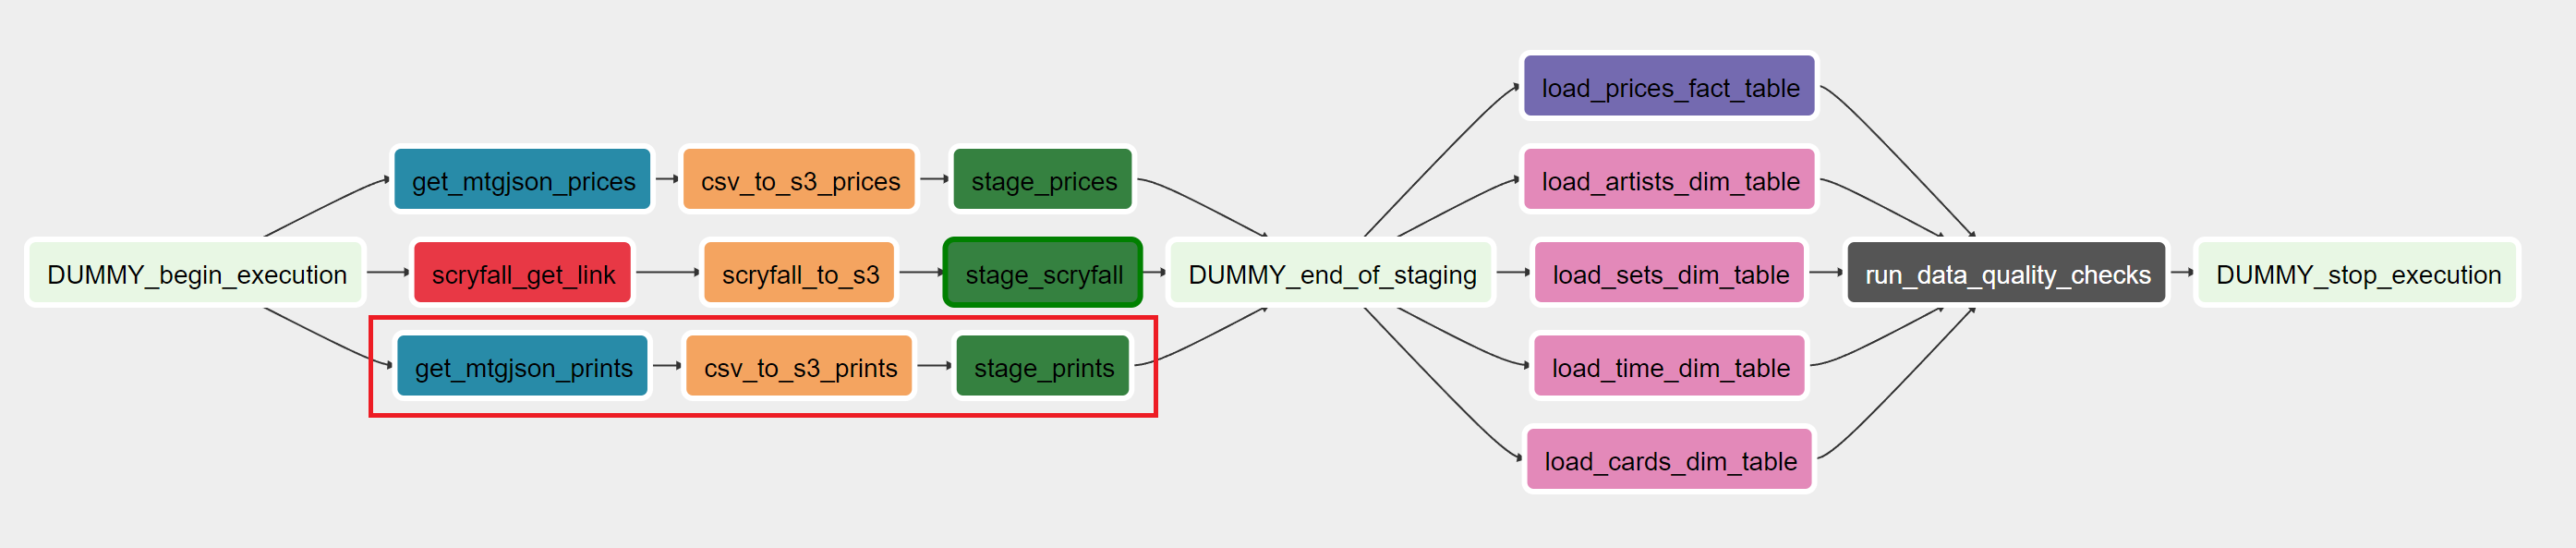 load_prices_fact_table
get_mtgjson_prices
csv_to_s3_prices
stage_prices
load_artists_dim_table
DUMMY_begin_execution
scryfall_get_link
scryfall_to_s3
stage_scryfall
DUMMY_end_of_staging
load_sets_dim_table
run_data_quality_checks
DUMMY_stop_execution
get_mtgjson_prints
csv_to_s3_prints
stage_prints
load_time_dim_table
load_cards_dim_table